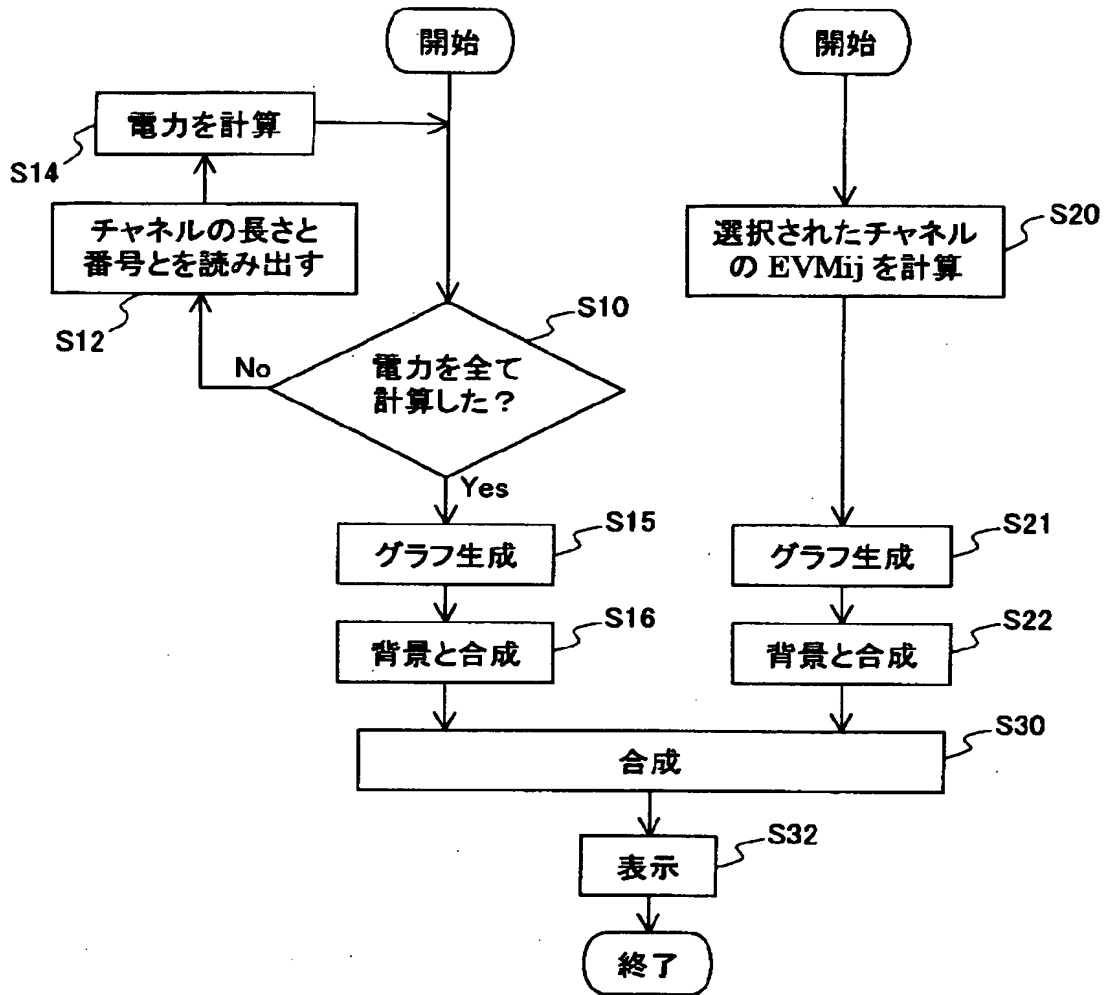 開始
開始
電力を計算
S14
チャネルの長さと
番号とを読み出す
S12
選択されたチャネル
の EVMij を計算
S20
S10
No
電力を全て
計算した？
Yes
グラフ生成
S15
グラフ生成
S21
背景と合成
S16
背景と合成
S22
合成
S30
表示
S32
終了